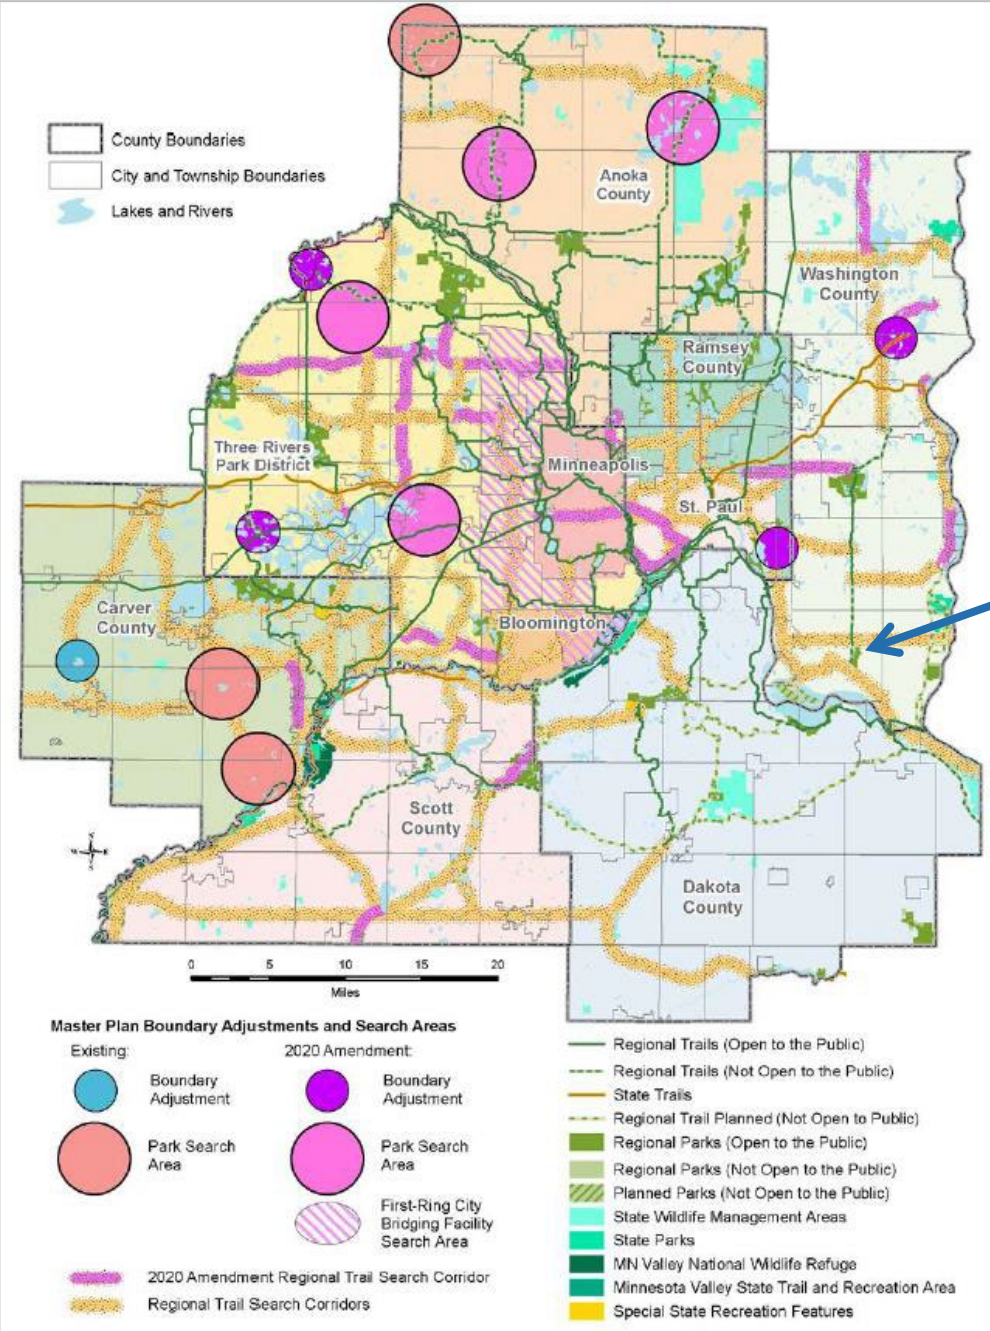 County Boundaries
City and Township Boundaries
Lakes and Rivers
Anoka
County
Washington
County
Ramsey
County
Three Rivers
Park District
Minneapolis
St. Paul
Carver
County
Bloomington
Scott
County
Dakota
County
N
W
E
S
0 5 10 15 20
Miles
Master Plan Boundary Adjustments and Search Areas
Existing:
Boundary
Adjustment
Park Search
Area
2020 Amendment:
Boundary
Adjustment
Park Search
Area
First-Ring City
Bridging Facility
Search Area
2020 Amendment Regional Trail Search Corridor
Regional Trail Search Corridors
Regional Trails (Open to the Public)
Regional Trails (Not Open to the Public)
State Trails
Regional Trail Planned (Not Open to Public)
Regional Parks (Open to the Public)
Regional Parks (Not Open to the Public)
Planned Parks (Not Open to the Public)
State Wildlife Management Areas
State Parks
MN Valley National Wildlife Refuge
Minnesota Valley State Trail and Recreation Area
Special State Recreation Features